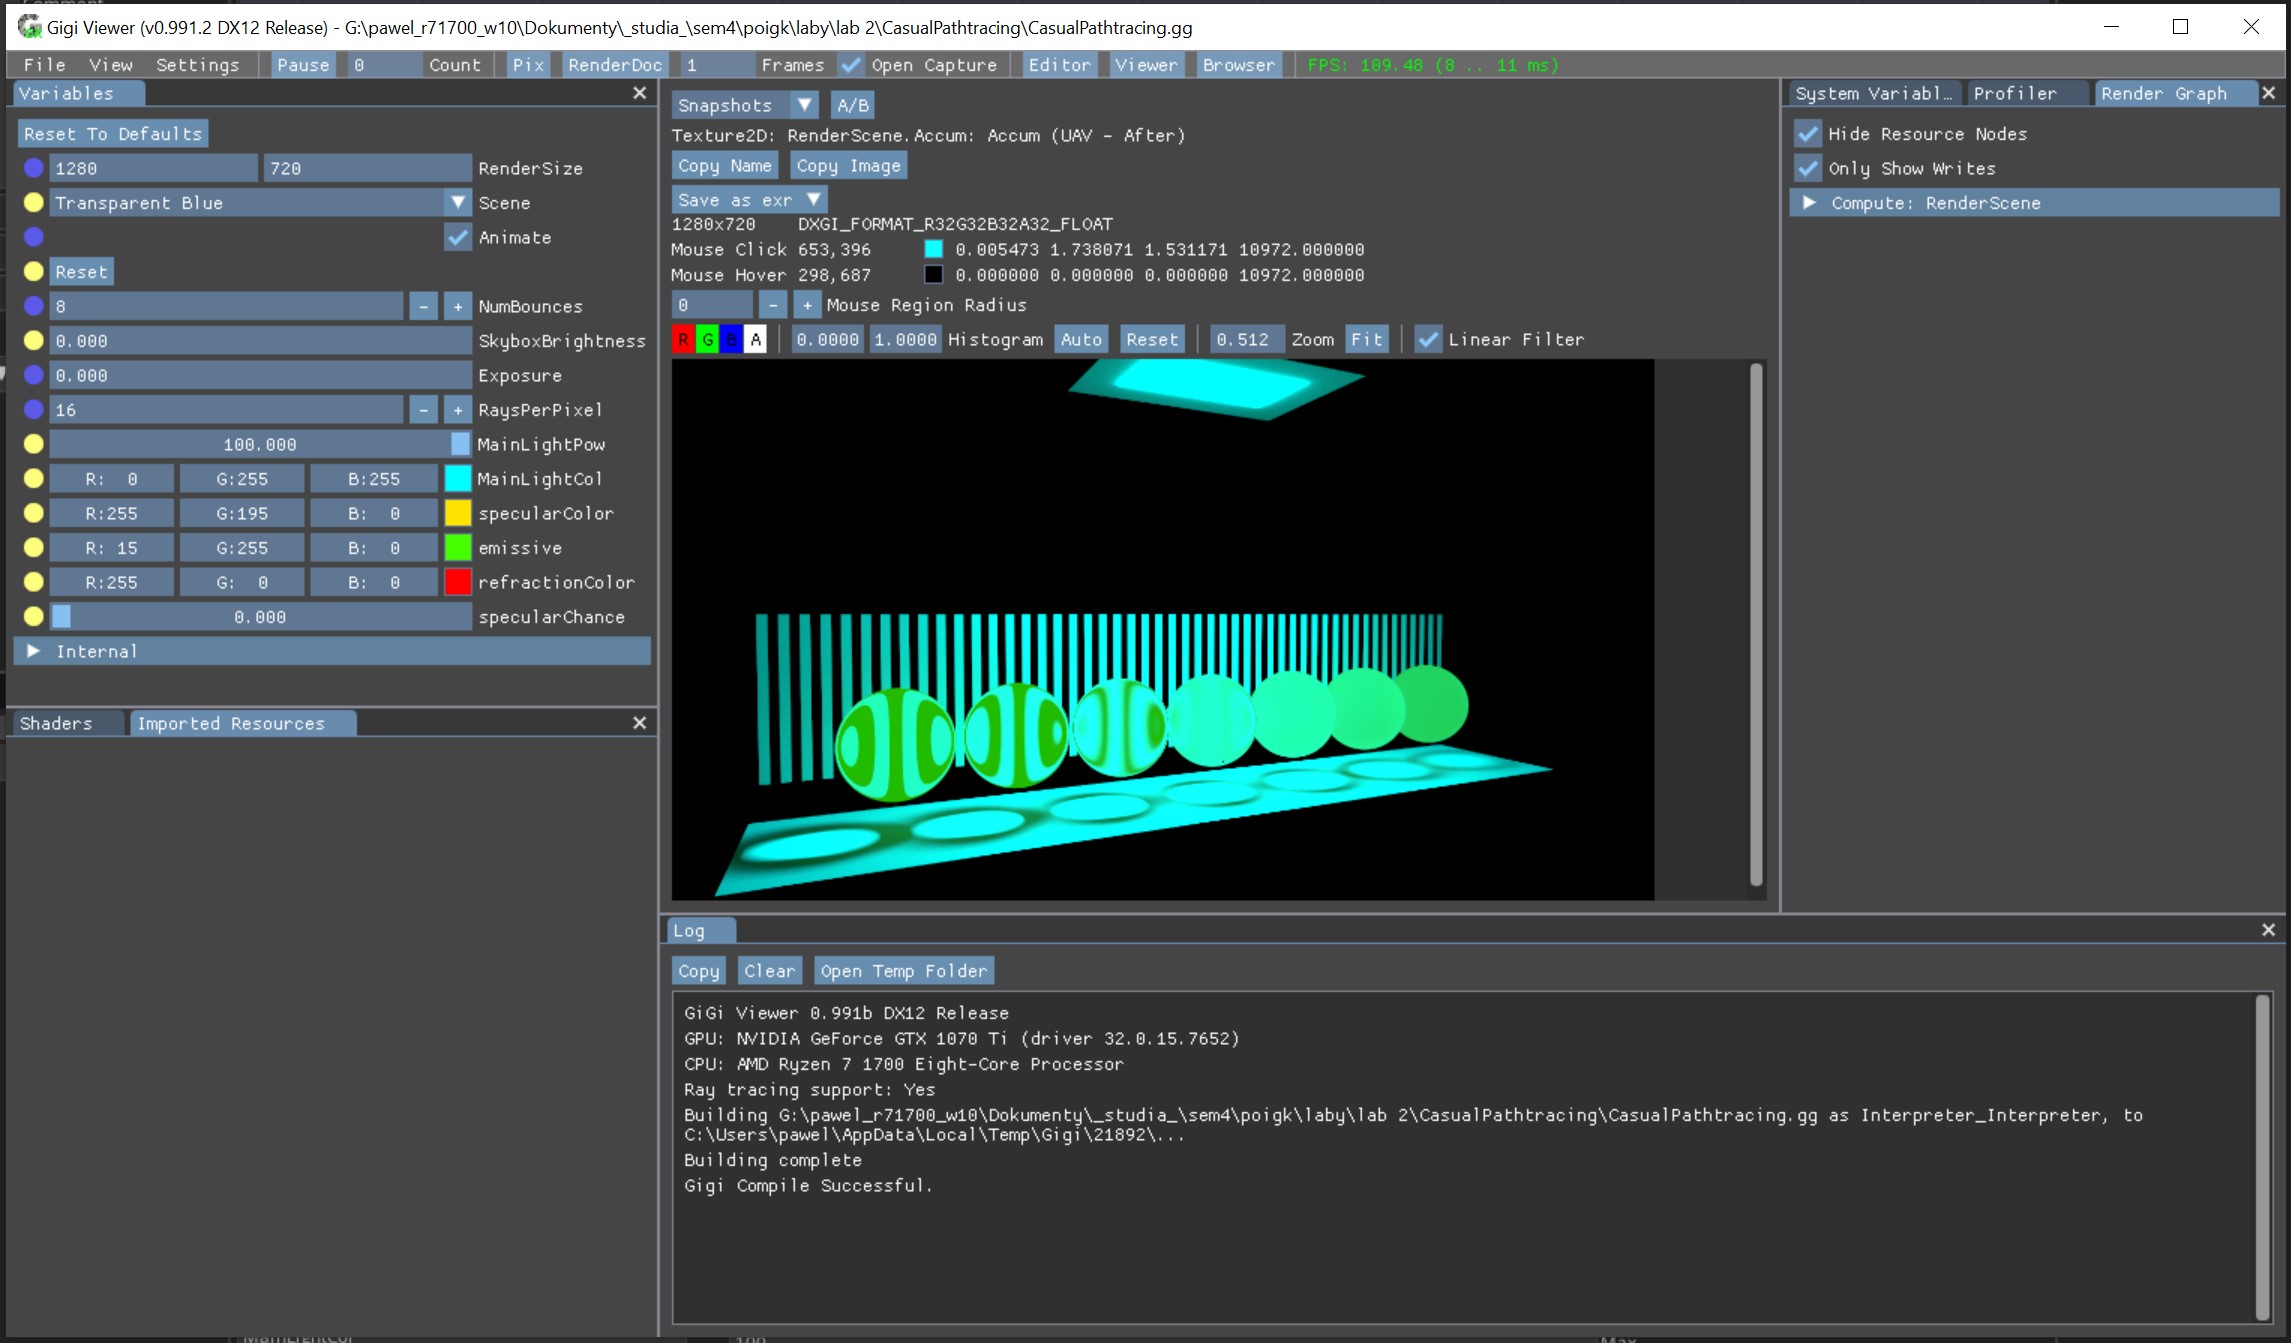 Gigi Viewer (v0.991.2 DX12 Release) - G:\pawel_r71700_w10\Dokumenty\_studia_\sem4\poigk\laby\lab 2\CasualPathtracing\CasualPathtracing.gg
File View Settings Pause 0 Count Pix RenderDoc 1 Frames Open Capture Editor Viewer Browser FPS: 109.48 (8 .. 11 ms)
Variables
Reset To Defaults
1280 720 RenderSize
Transparent Blue Scene
Animate
Reset
8 - + NumBounces
0.000 SkyboxBrightness
0.000 Exposure
16 - + RaysPerPixel
100.000 MainLightPow
R: 0 G:255 B:255 MainLightCol
R:255 G:195 B: 0 specularColor
R: 15 G:255 B: 0 emissive
R:255 G: 0 B: 0 refractionColor
0.000 specularChance
Internal
Shaders Imported Resources
Snapshots A/B
Texture2D: RenderScene.Accum: Accum (UAV - After)
Copy Name Copy Image
Save as exr
1280x720 DXGI_FORMAT_R32G32B32A32_FLOAT
Mouse Click 653,396 0.005473 1.738071 1.531171 10972.000000
Mouse Hover 298,687 0.000000 0.000000 0.000000 10972.000000
0 - + Mouse Region Radius
R G B A 0.0000 1.0000 Histogram Auto Reset 0.512 Zoom Fit Linear Filter
System Variabl… Profiler Render Graph
Hide Resource Nodes
Only Show Writes
Compute: RenderScene
Log
Copy Clear Open Temp Folder
GiGi Viewer 0.991b DX12 Release
GPU: NVIDIA GeForce GTX 1070 Ti (driver 32.0.15.7652)
CPU: AMD Ryzen 7 1700 Eight-Core Processor
Ray tracing support: Yes
Building G:\pawel_r71700_w10\Dokumenty\_studia_\sem4\poigk\laby\lab 2\CasualPathtracing\CasualPathtracing.gg as Interpreter_Interpreter, to
C:\Users\pawel\AppData\Local\Temp\Gigi\21892\...
Building complete
Gigi Compile Successful.